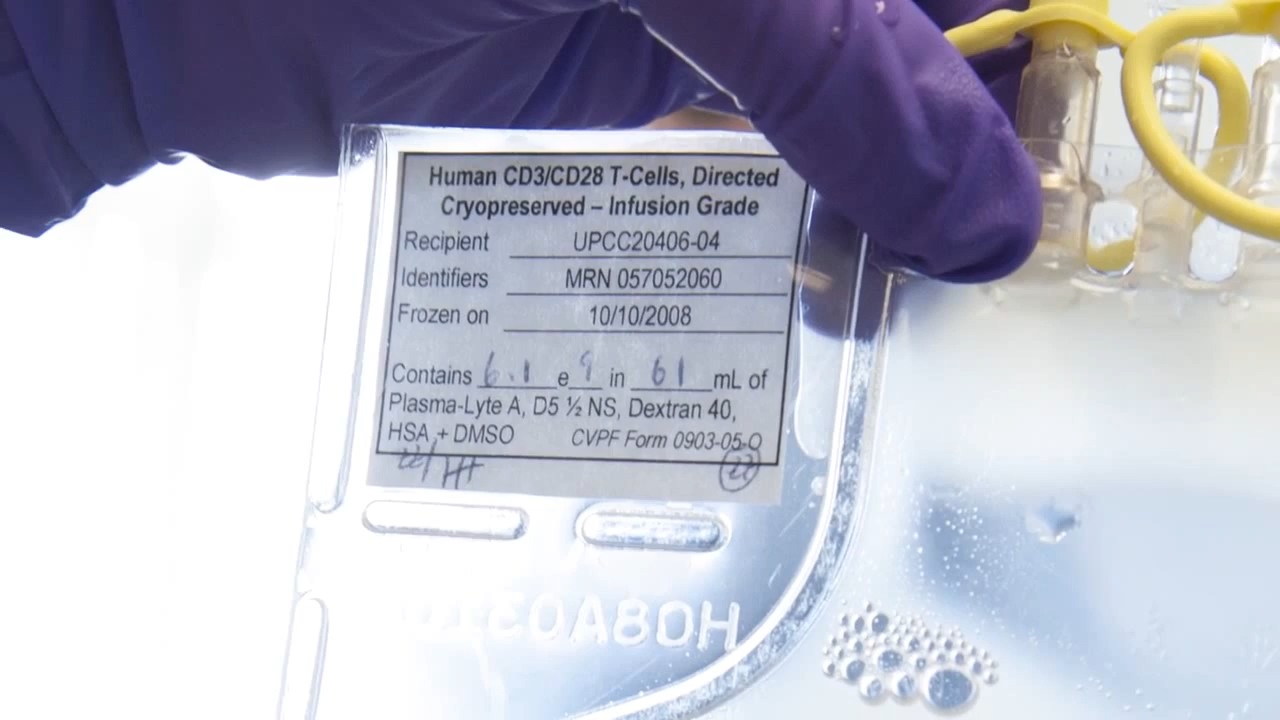 Human CD3/CD28 T-Cells, Directed
Cryopreserved – Infusion Grade
Recipient UPCC20406-04
Identifiers MRN 057052060
Frozen on 10/10/2008
Contains 6.1 e 9 in 61 mL of
Plasma-Lyte A, D5 ½ NS, Dextran 40,
HSA + DMSO CVPF Form 0903-05-O
22